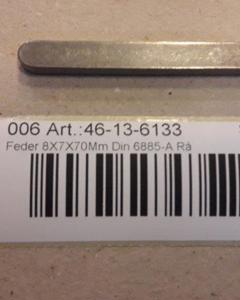 006 Art.:46-13-6133
Feder 8X7X70Mm Din 6885-A Rå